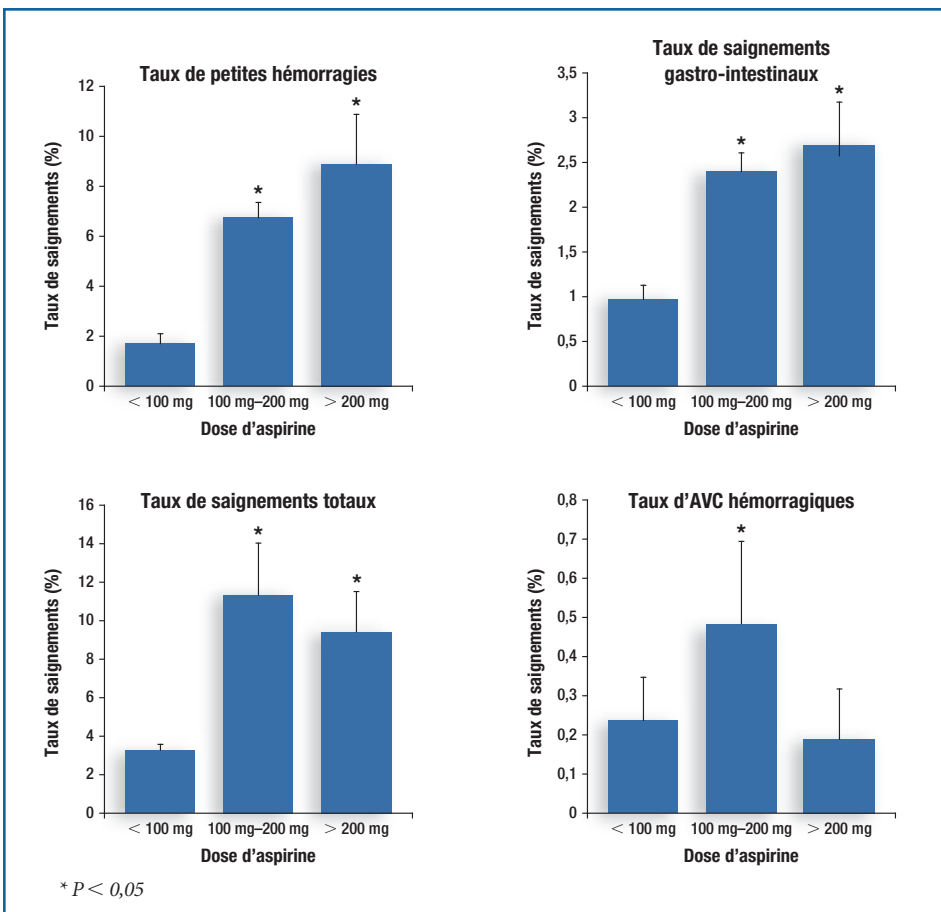 Taux de petites hémorragies
Taux de saignements (%)
12
10
8
6
4
2
0
*
*
< 100 mg 100 mg–200 mg > 200 mg
Dose d’aspirine
Taux de saignements
gastro-intestinaux
Taux de saignements (%)
3,5
3
2,5
2
1,5
1
0,5
0
*
*
< 100 mg 100 mg–200 mg > 200 mg
Dose d’aspirine
Taux de saignements totaux
Taux de saignements (%)
16
14
12
10
8
6
4
2
0
*
*
< 100 mg 100 mg–200 mg > 200 mg
Dose d’aspirine
Taux d’AVC hémorragiques
Taux de saignements (%)
0,8
0,7
0,6
0,5
0,4
0,3
0,2
0,1
0
*
< 100 mg 100 mg–200 mg > 200 mg
Dose d’aspirine
* P < 0,05